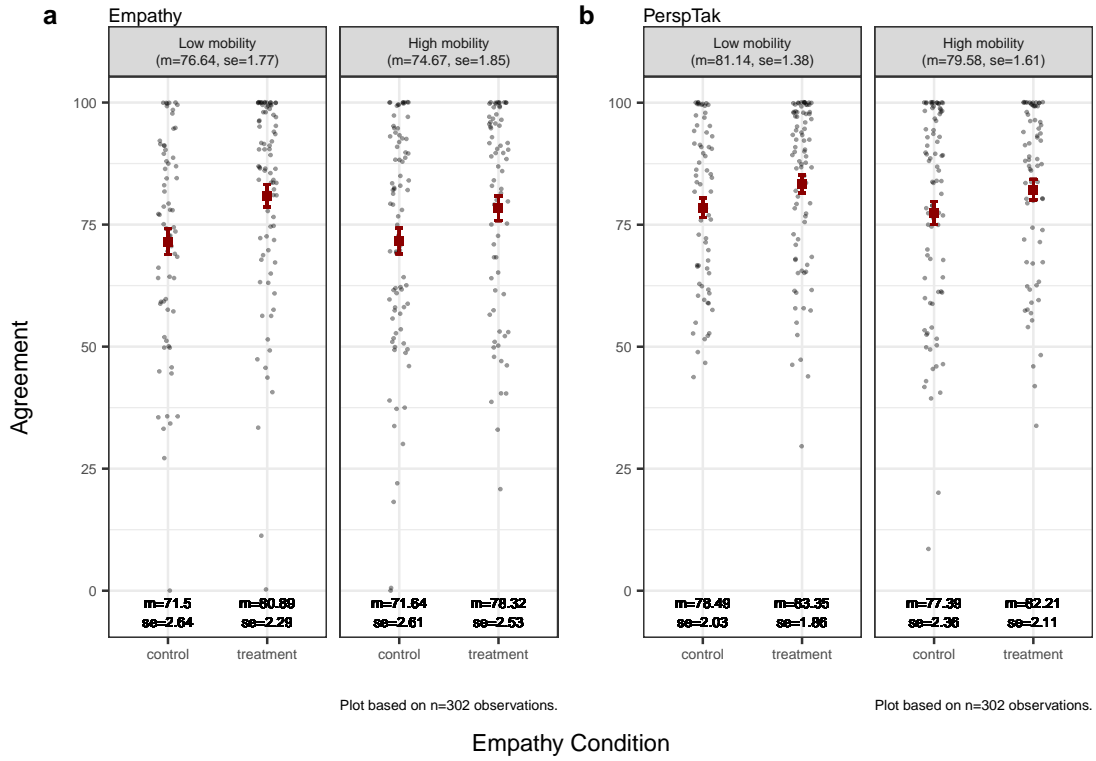 a
Empathy
Low mobility
(m=76.64, se=1.77)
High mobility
(m=74.67, se=1.85)
100
75
50
25
0
m=71.5
se=2.64
m=80.89
se=2.29
m=71.64
se=2.61
m=78.32
se=2.53
control
treatment
control
treatment
Plot based on n=302 observations.
b
PerspTak
Low mobility
(m=81.14, se=1.38)
High mobility
(m=79.58, se=1.61)
100
75
50
25
0
m=78.49
se=2.03
m=83.35
se=1.86
m=77.39
se=2.36
m=82.21
se=2.11
control
treatment
control
treatment
Plot based on n=302 observations.
Agreement
Empathy Condition